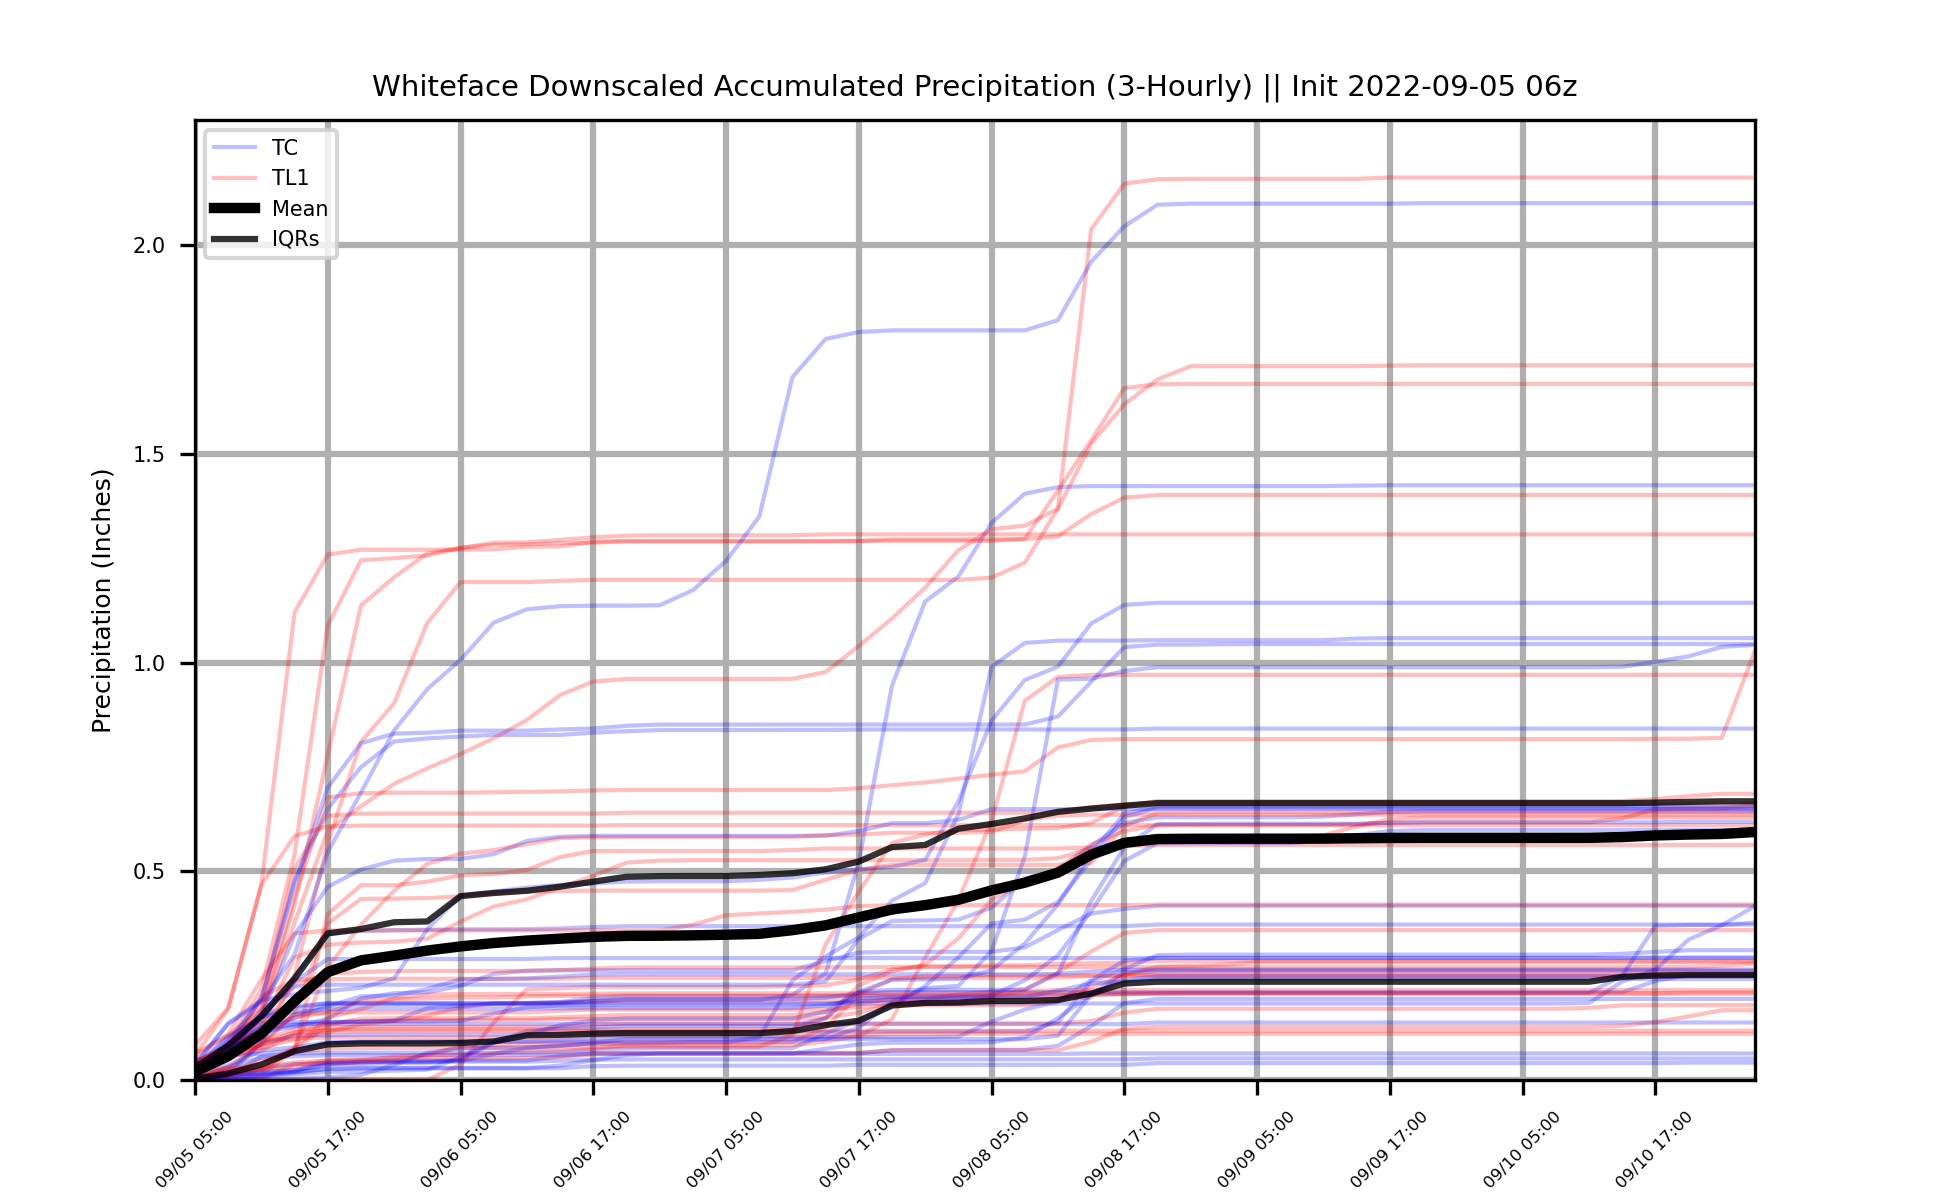 Whiteface Downscaled Accumulated Precipitation (3-Hourly) || Init 2022-09-05 06z
TC
TL1
Mean
IQRs
Precipitation (Inches)
2.0
1.5
1.0
0.5
0.0
09/05 05:00
09/05 17:00
09/06 05:00
09/06 17:00
09/07 05:00
09/07 17:00
09/08 05:00
09/08 17:00
09/09 05:00
09/09 17:00
09/10 05:00
09/10 17:00